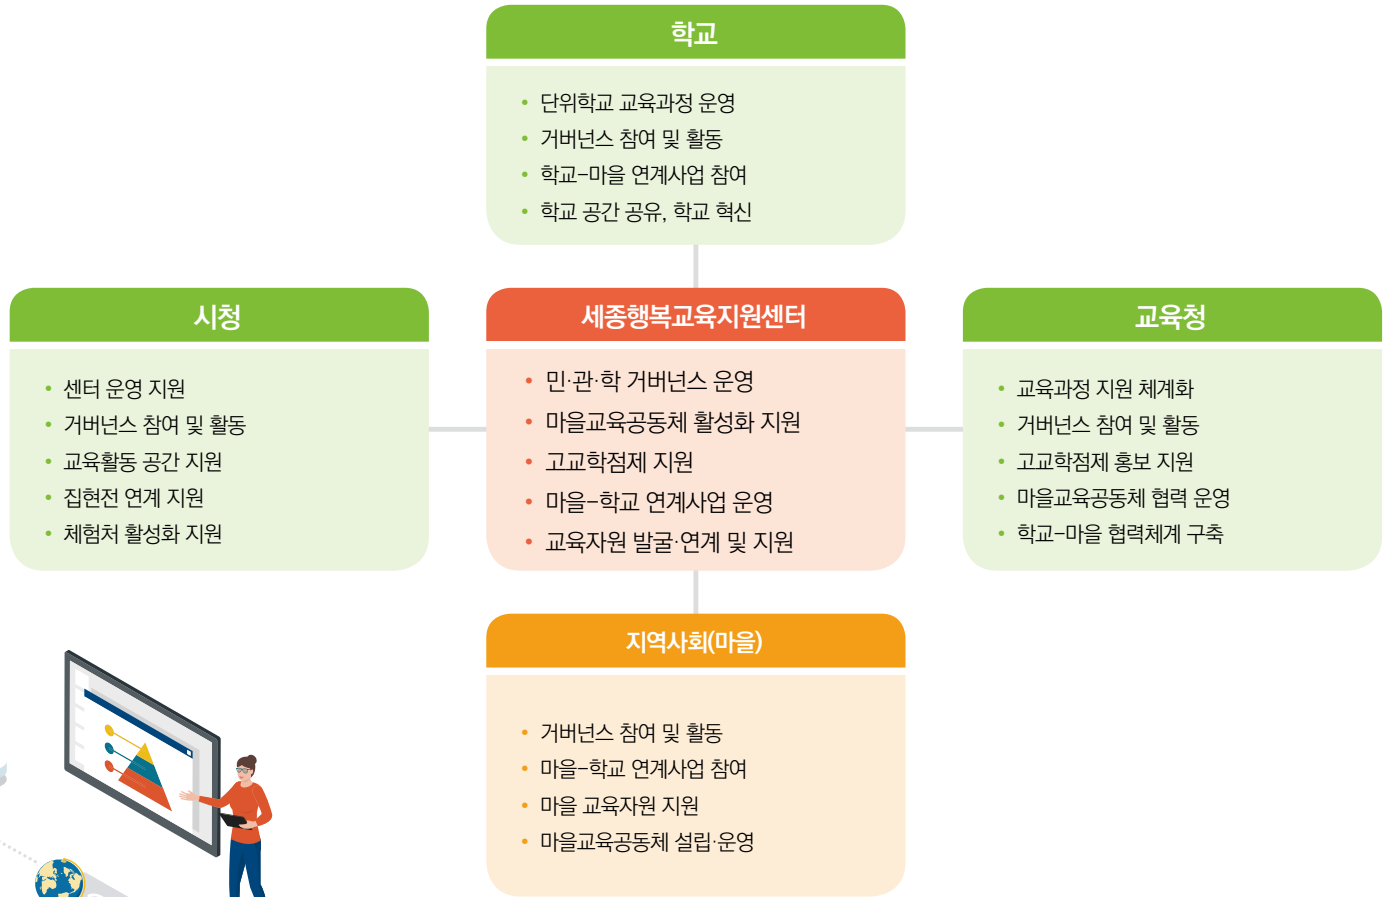 학교
• 단위학교 교육과정 운영
• 거버넌스 참여 및 활동
• 학교-마을 연계사업 참여
• 학교 공간 공유, 학교 혁신
시청
• 센터 운영 지원
• 거버넌스 참여 및 활동
• 교육활동 공간 지원
• 집현전 연계 지원
• 체험처 활성화 지원
세종행복교육지원센터
• 민·관·학 거버넌스 운영
• 마을교육공동체 활성화 지원
• 고교학점제 지원
• 마을-학교 연계사업 운영
• 교육자원 발굴·연계 및 지원
교육청
• 교육과정 지원 체계화
• 거버넌스 참여 및 활동
• 고교학점제 홍보 지원
• 마을교육공동체 협력 운영
• 학교-마을 협력체계 구축
지역사회(마을)
• 거버넌스 참여 및 활동
• 마을-학교 연계사업 참여
• 마을 교육자원 지원
• 마을교육공동체 설립·운영